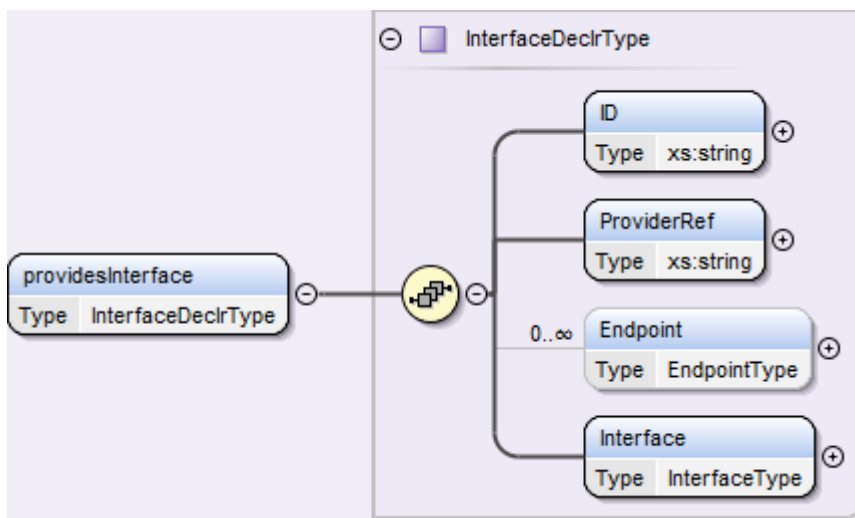 InterfaceDeclrType
ID
Type xs:string
ProviderRef
Type xs:string
providesInterface
Type InterfaceDeclrType
0..∞
Endpoint
Type EndpointType
Interface
Type InterfaceType